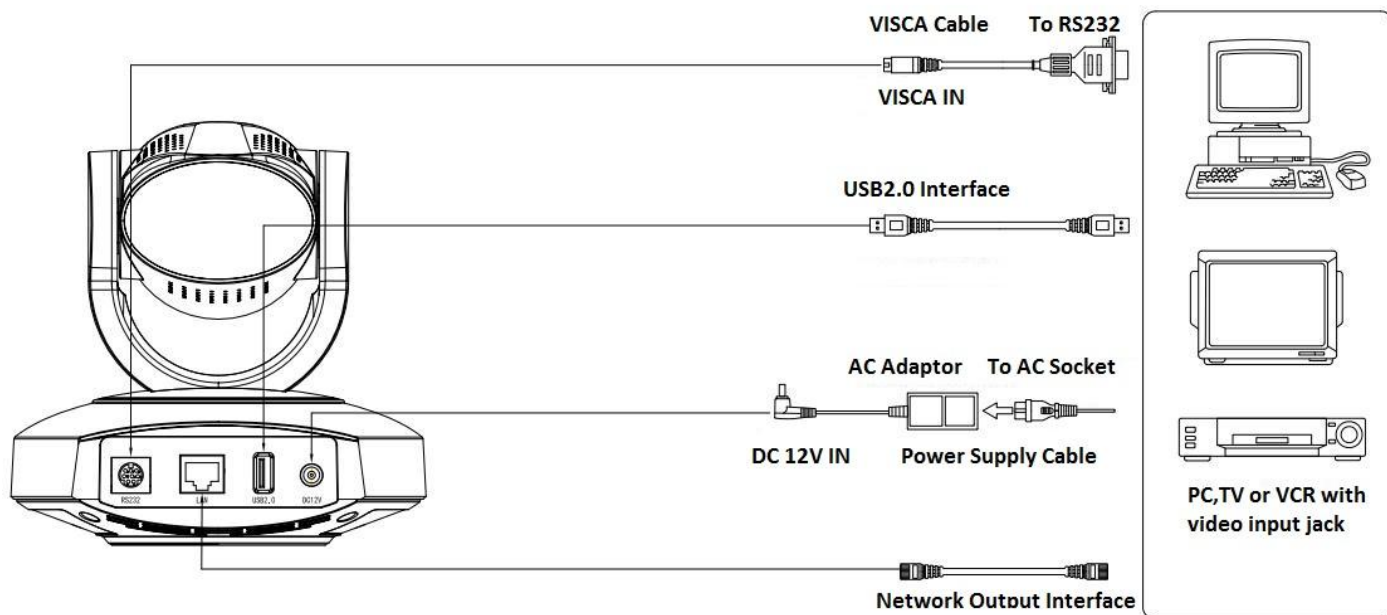 VISCA Cable To RS232
VISCA IN
USB2.0 Interface
AC Adaptor To AC Socket
DC 12V IN Power Supply Cable
RS232 LAN USB2.0 DC12V
PC,TV or VCR with
video input jack
Network Output Interface